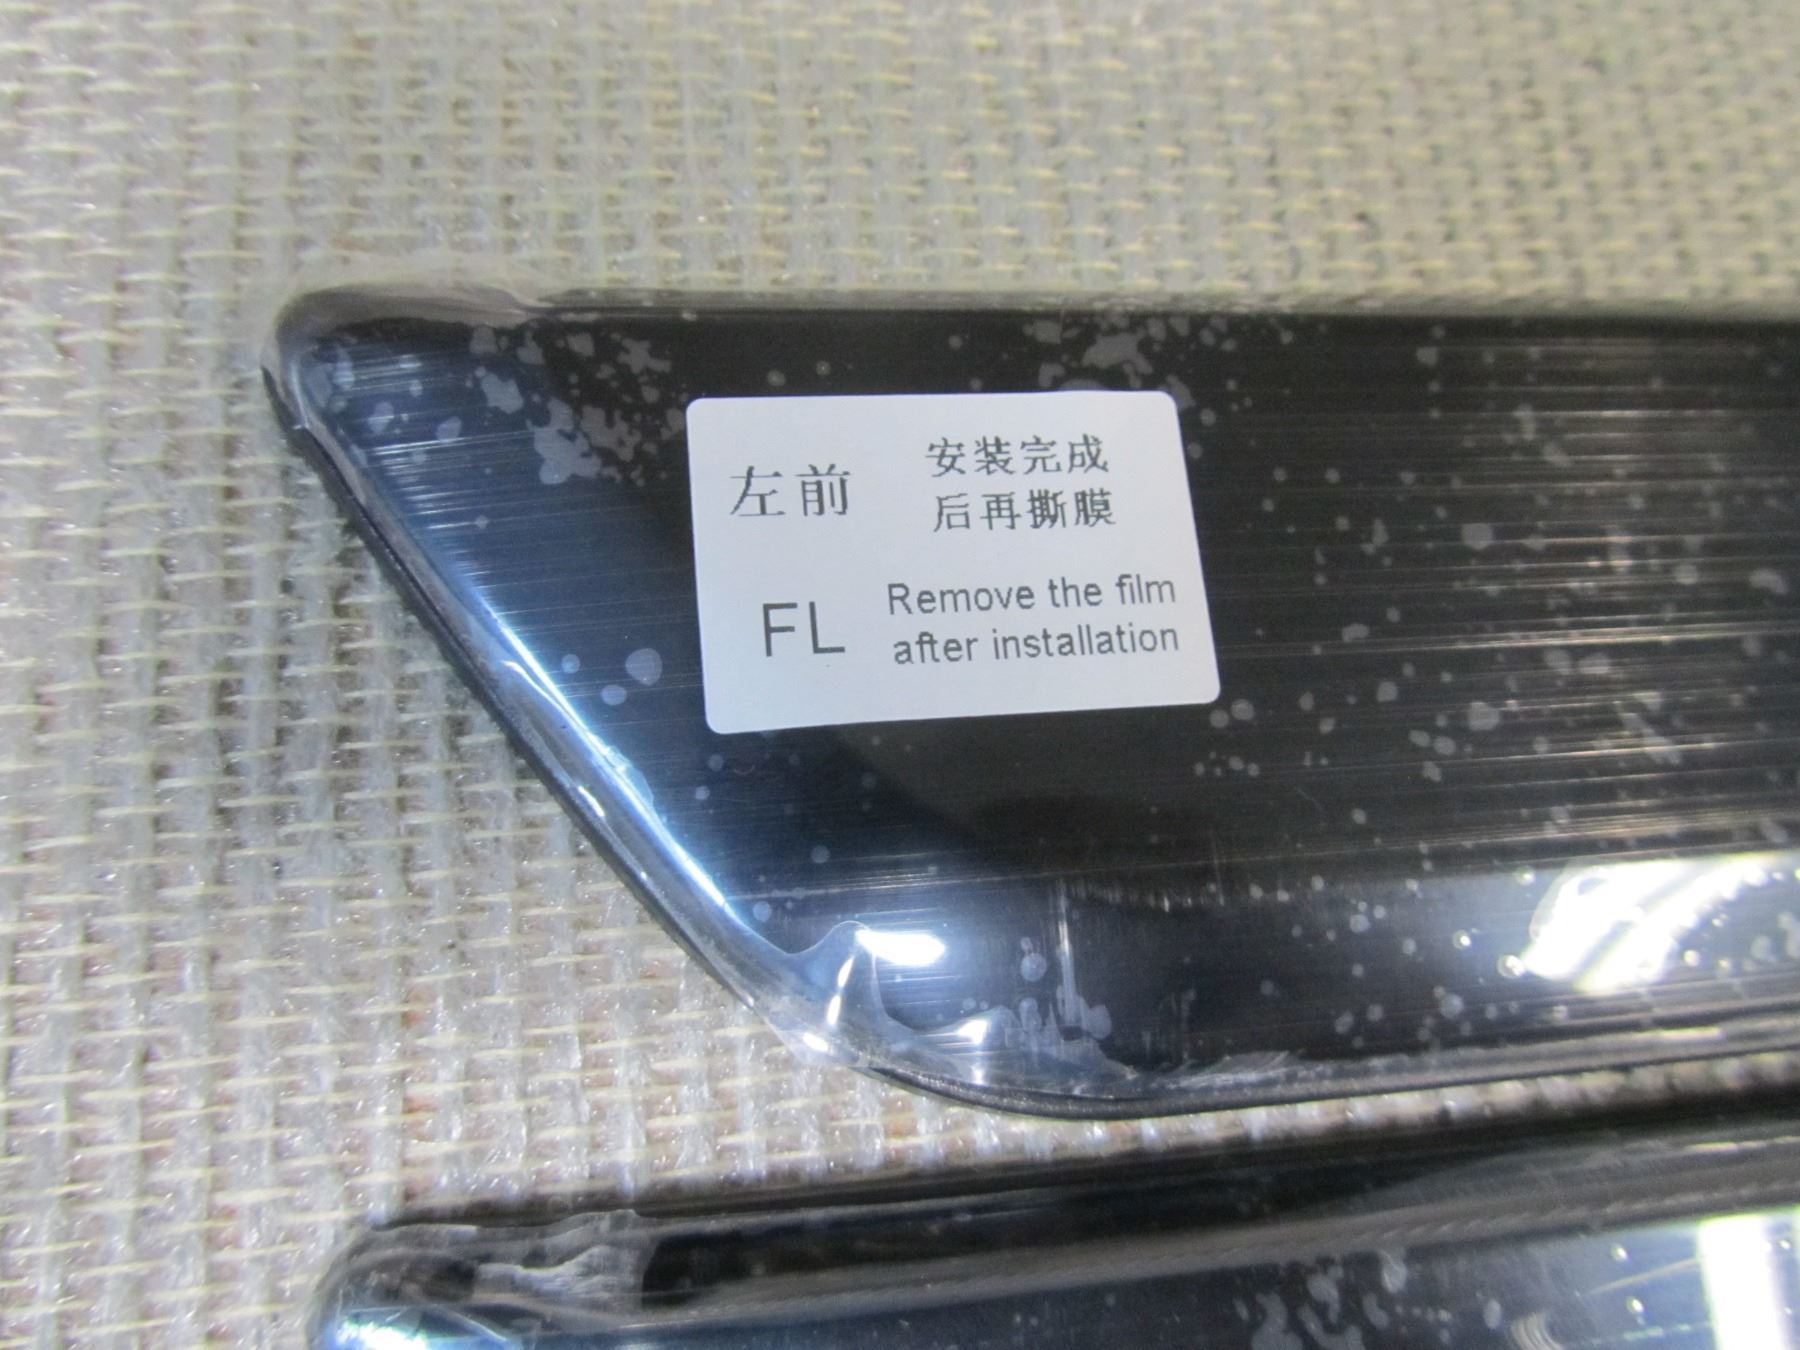 左前
安装完成
后再撕膜
FL
Remove the film
after installation